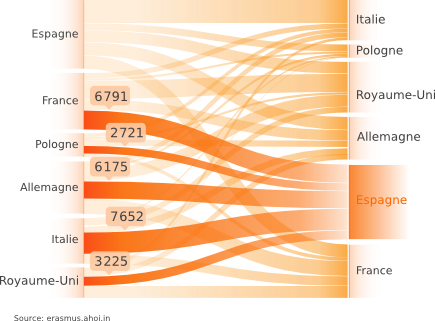 Italie
Espagne
Pologne
France
6791
Royaume-Uni
2721
Pologne
Allemagne
6175
Allemagne
Espagne
7652
Italie
3225
Royaume-Uni
France
Source: erasmus.ahoj.in